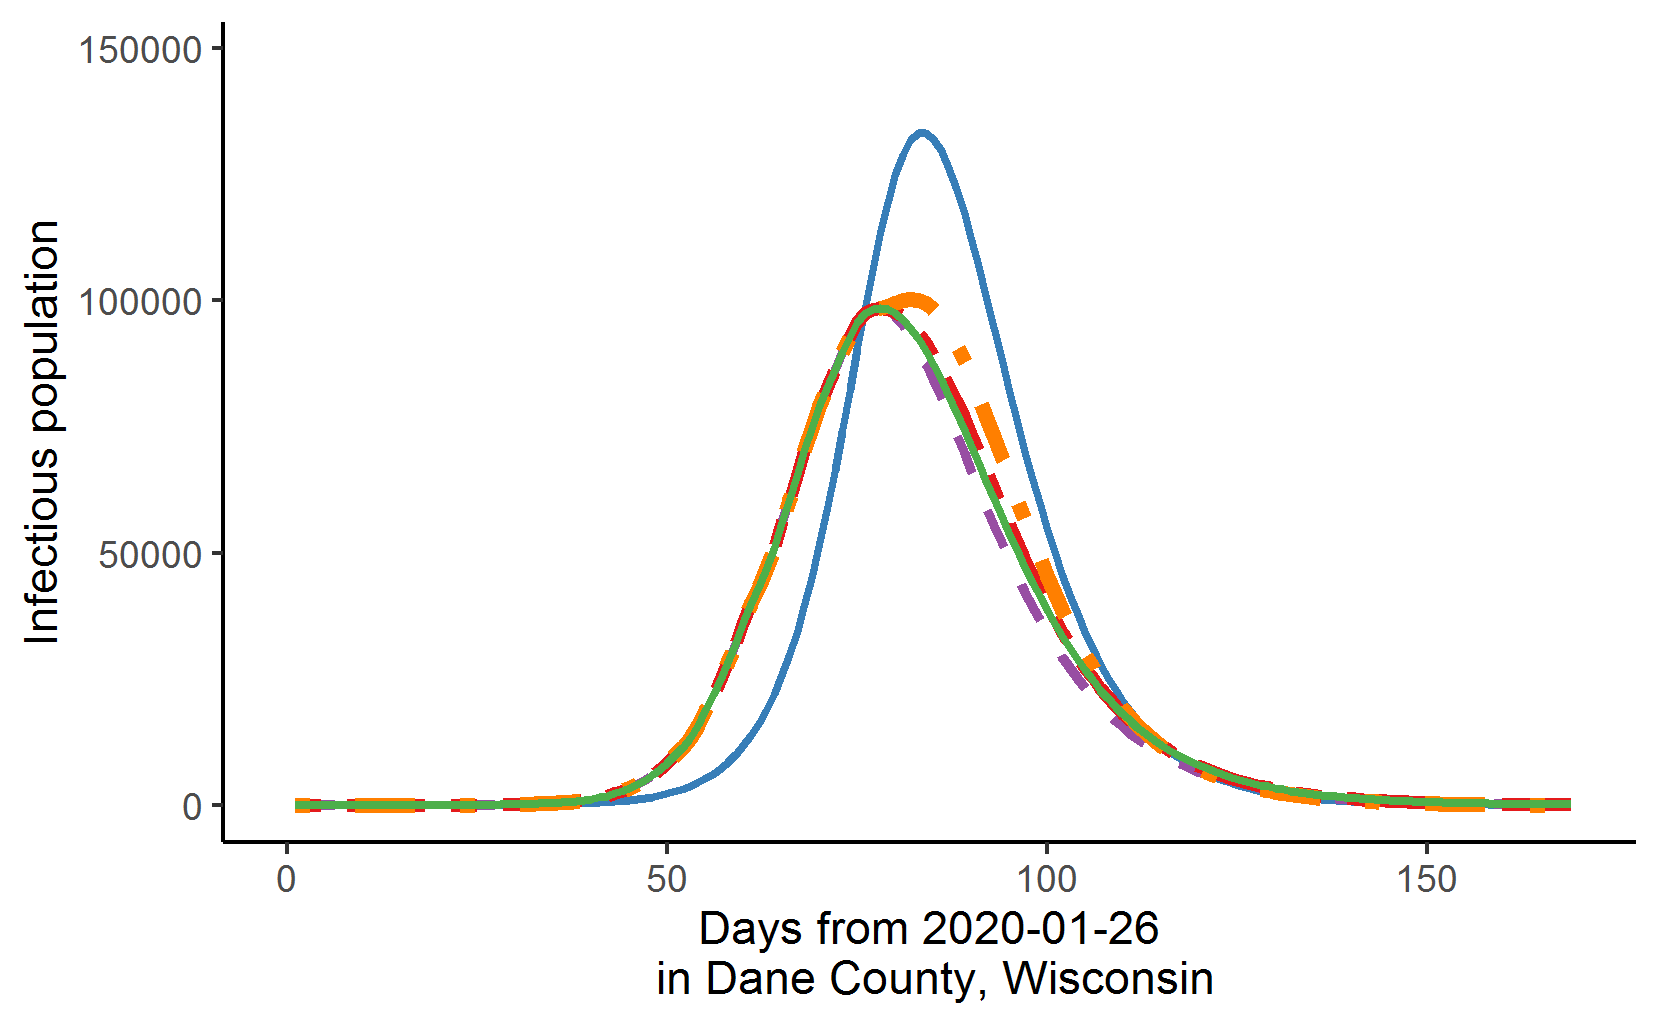 150000
100000
50000
0
Infectious population
0 50 100 150
Days from 2020-01-26
in Dane County, Wisconsin